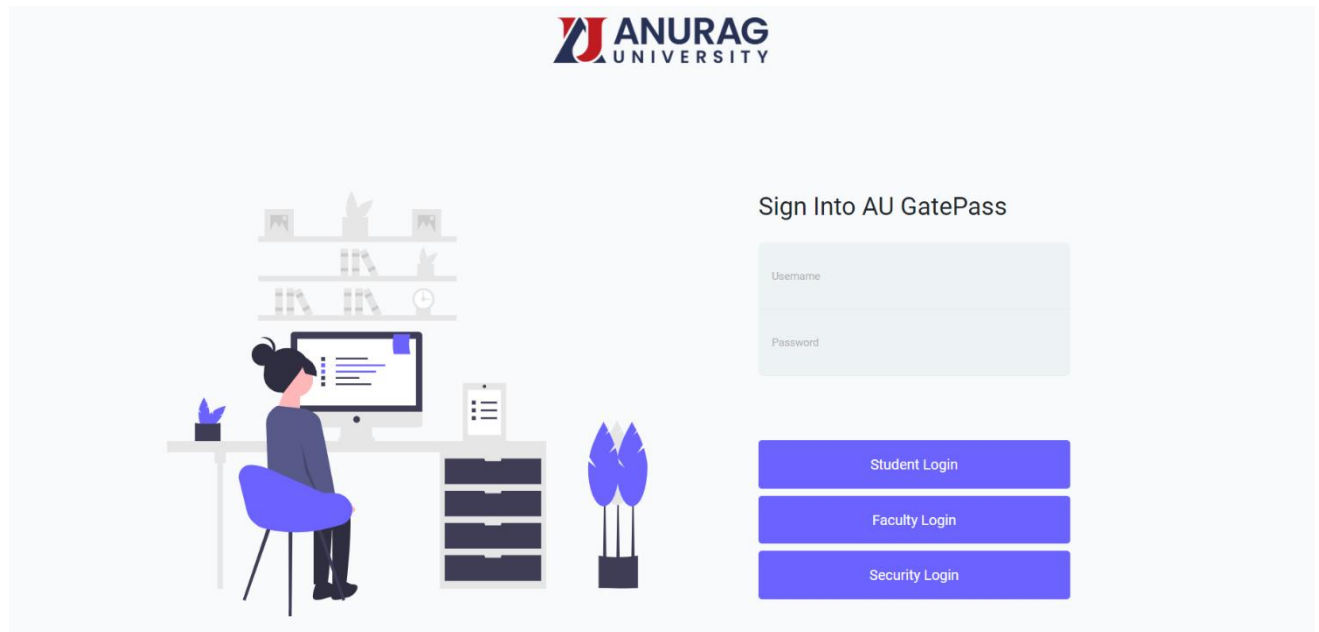 ANURAG
UNIVERSITY
Sign Into AU GatePass
Username
Password
Student Login
Faculty Login
Security Login